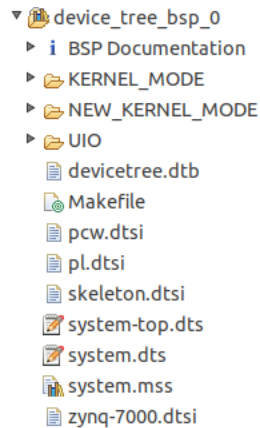 device_tree_bsp_0
BSP Documentation
KERNEL_MODE
NEW_KERNEL_MODE
UIO
devicetree.dtb
Makefile
pcw.dtsi
pl.dtsi
skeleton.dtsi
system-top.dts
system.dts
system.mss
zynq-7000.dtsi